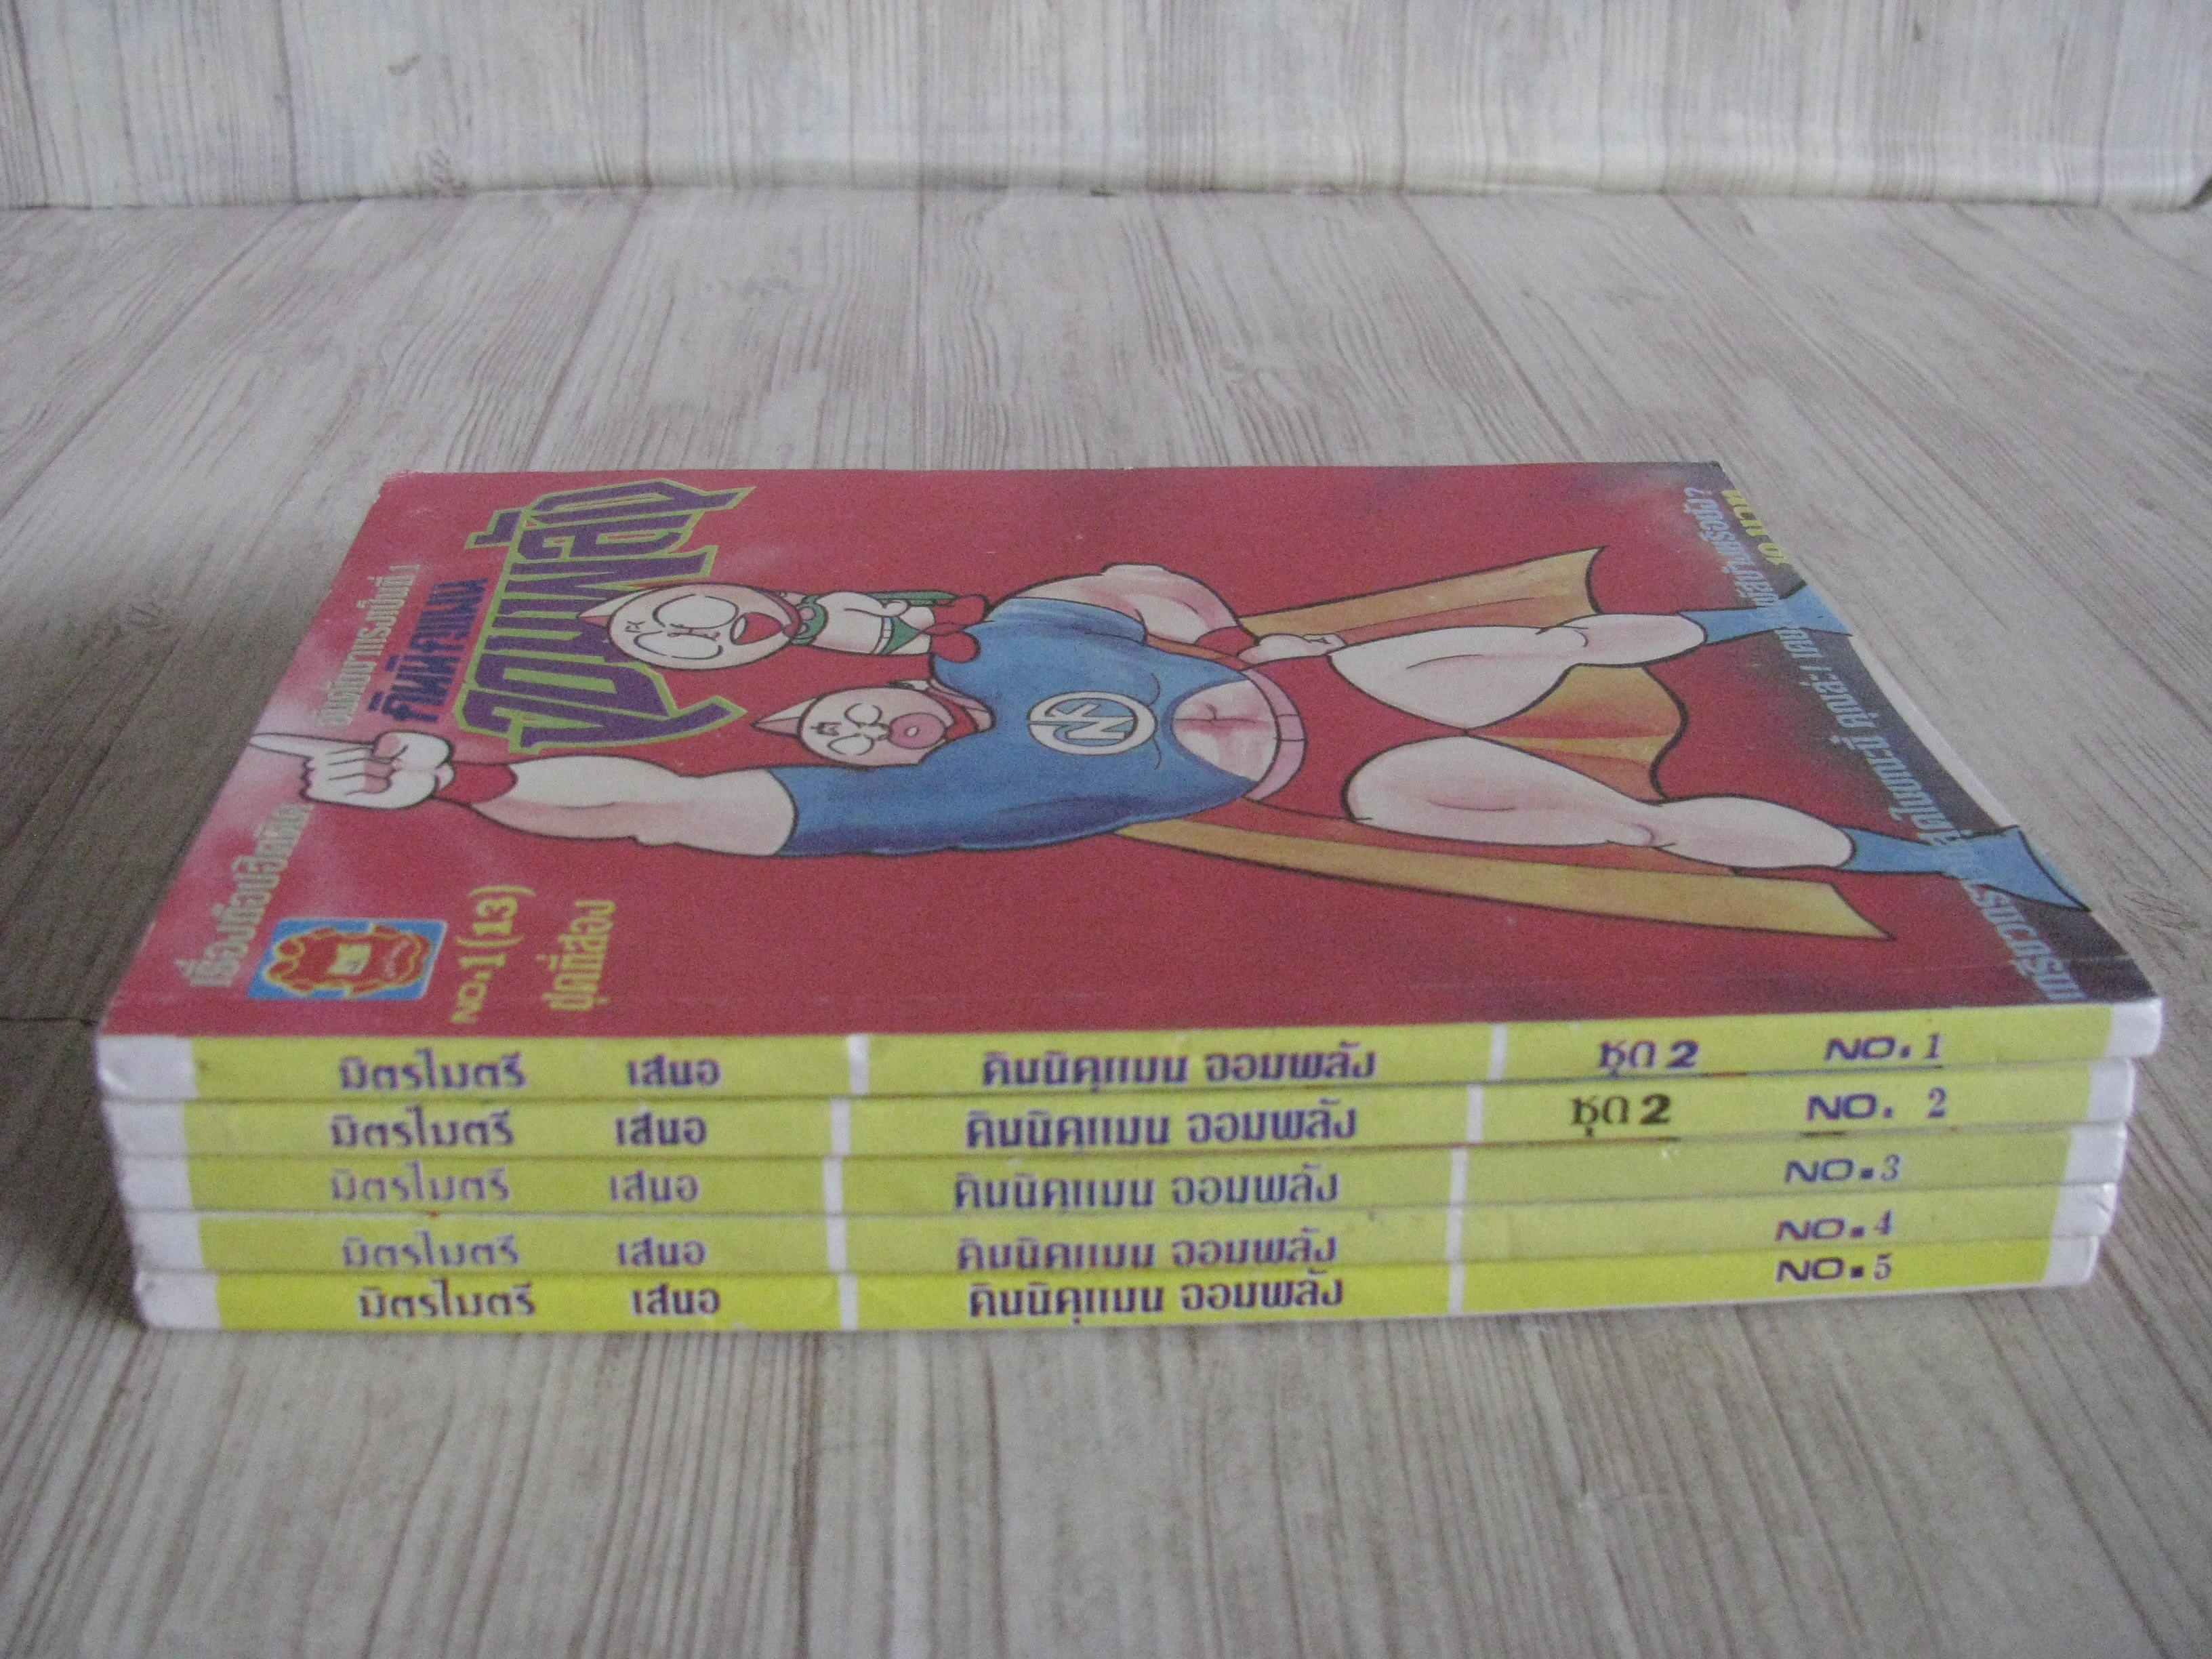 คินนิคุแมน
จอมพลัง
NO.1(13)
ชุดที่สอง
มิตรไมตรี เสนอ คินนิคุแมน จอมพลัง ชุด 2 NO. 1
มิตรไมตรี เสนอ คินนิคุแมน จอมพลัง ชุด 2 NO. 2
มิตรไมตรี เสนอ คินนิคุแมน จอมพลัง NO.3
มิตรไมตรี เสนอ คินนิคุแมน จอมพลัง NO.4
มิตรไมตรี เสนอ คินนิคุแมน จอมพลัง NO.5